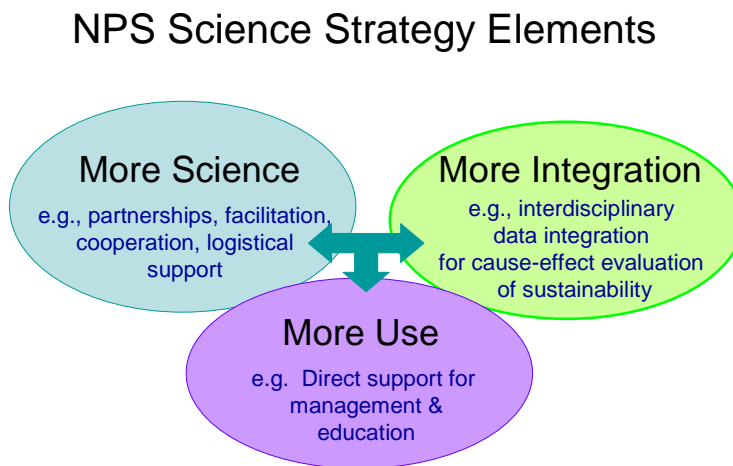 NPS Science Strategy Elements
More Science
e.g., partnerships, facilitation,
cooperation, logistical
support
More Integration
e.g., interdisciplinary
data integration
for cause-effect evaluation
of sustainability
More Use
e.g. Direct support for
management &
education